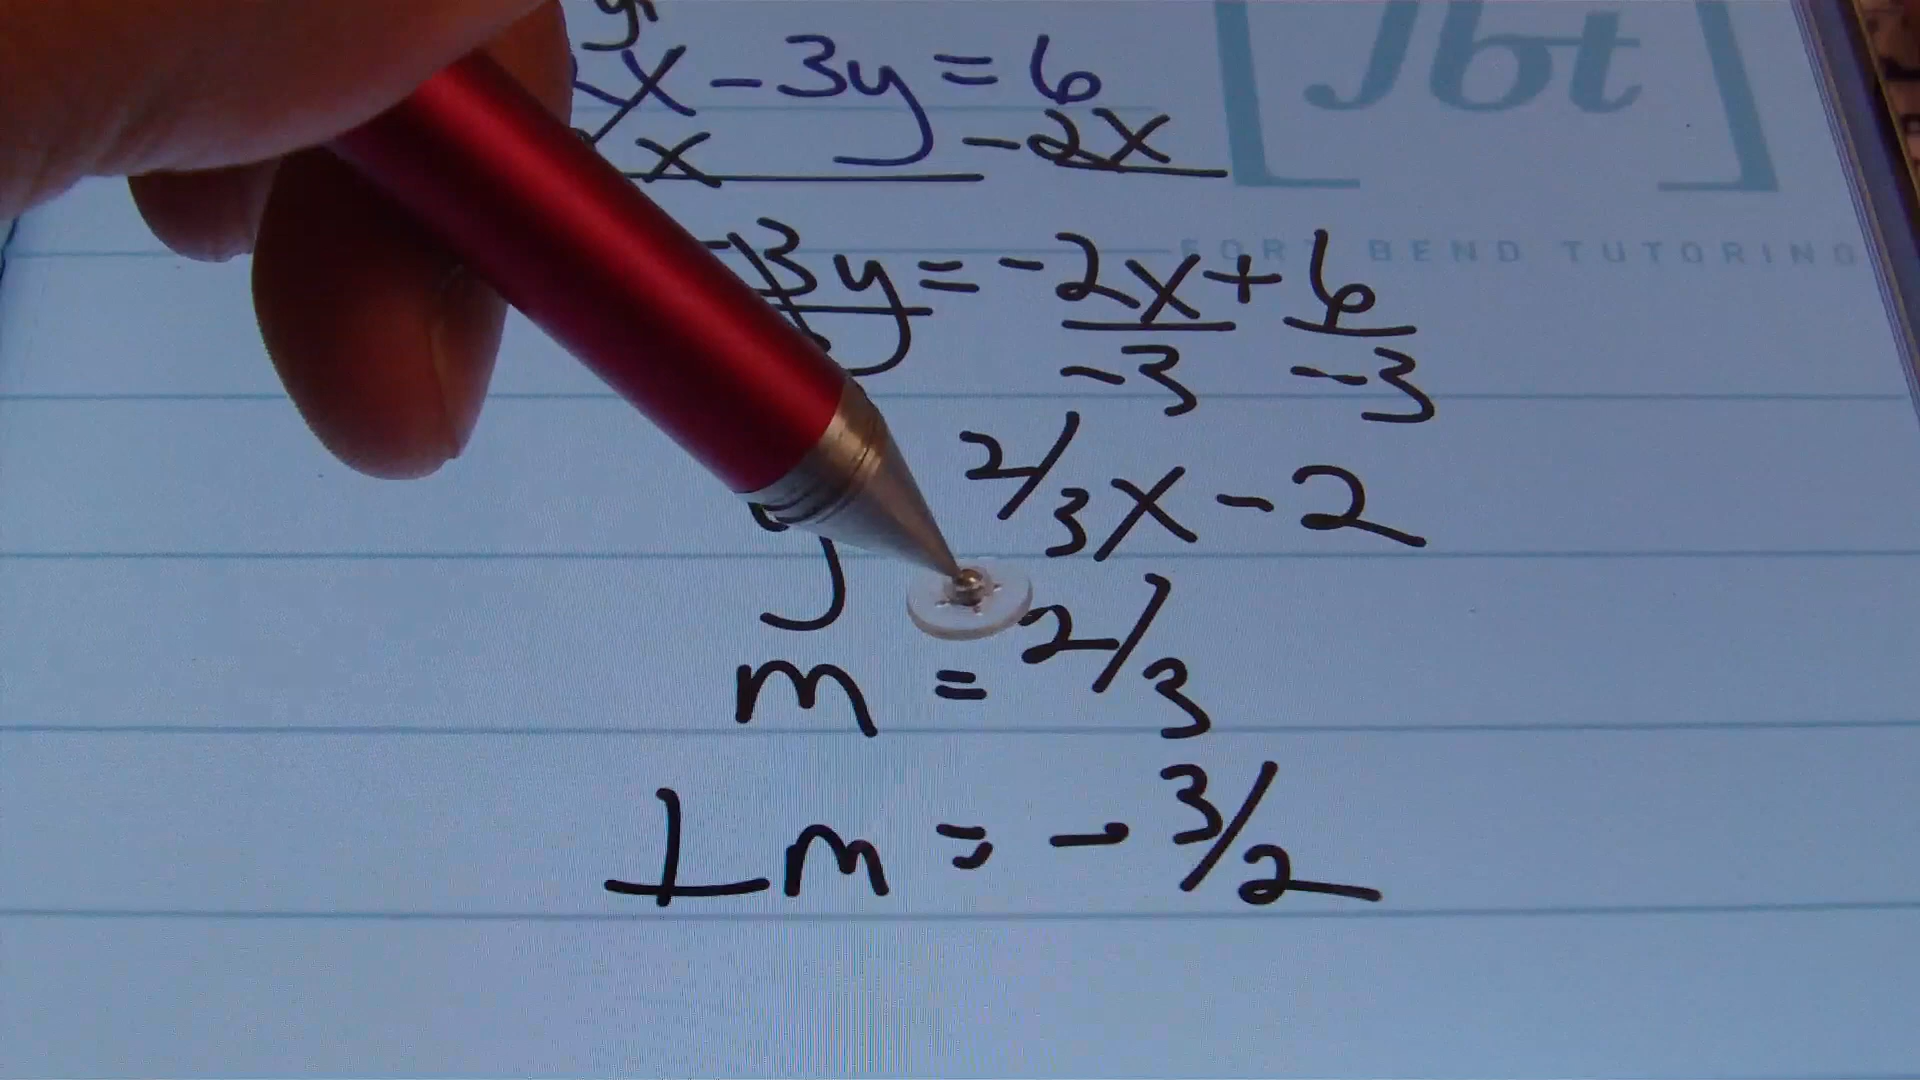 2x - 3y = 6
x - 2x
-3y = -2x + 6
-3 -3
y 2/3x - 2
m = 2/3
⊥m = - 3/2
fbt
FORT BEND TUTORING